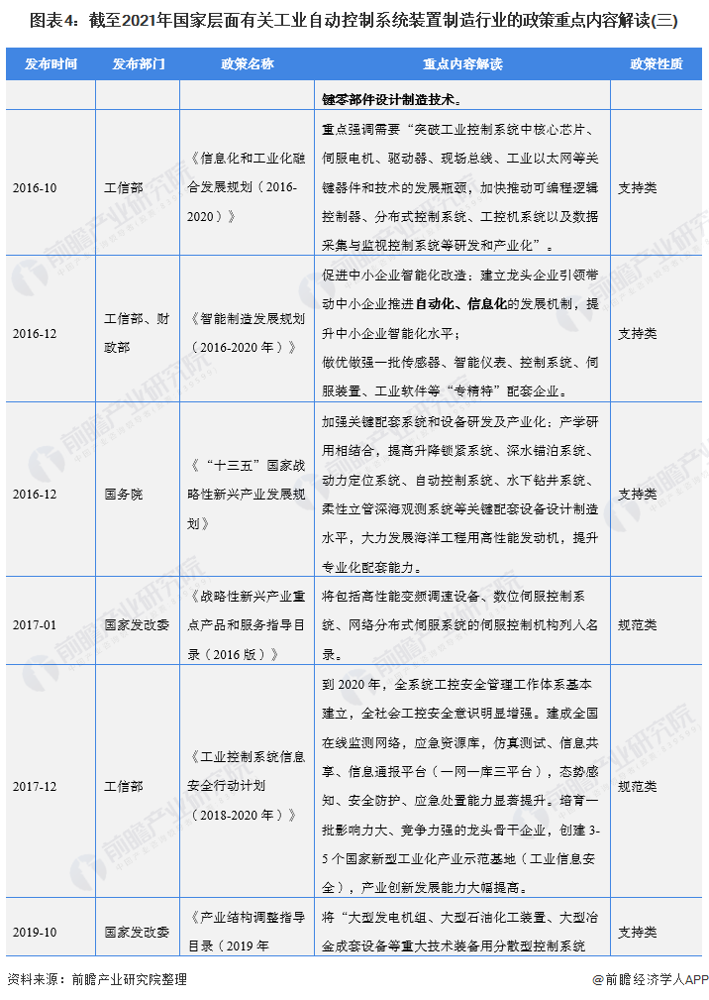 图表4：截至2021年国家层面有关工业自动控制系统装置制造行业的政策重点内容解读(三)
发布时间 发布部门 政策名称 重点内容解读 政策性质
键零部件设计制造技术。
2016-10 工信部
《信息化和工业化融
合发展规划（2016-
2020）》
重点强调需要“突破工业控制系统中核心芯片、
伺服电机、驱动器、现场总线、工业以太网等关
键器件和技术的发展瓶颈，加快推动可编程逻辑
控制器、分布式控制系统、工控机系统以及数据
采集与监视控制系统等研发和产业化”。
支持类
2016-12
工信部、财
政部
《智能制造发展规划
（2016-2020 年）》
促进中小企业智能化改造；建立龙头企业引领带
动中小企业推进自动化、信息化的发展机制，提
升中小企业智能化水平；
做优做强一批传感器、智能仪表、控制系统、伺
服装置、工业软件等“专精特”配套企业。
支持类
2016-12
国务院
《“十三五”国家战
略性新兴产业发展规
划》
加强关键配套系统和设备研发及产业化；产学研
用相结合，提高升降锁紧系统、深水锚泊系统、
动力定位系统、自动控制系统、水下钻井系统、
柔性立管深海观测系统等关键配套设备设计制造
水平，大力发展海洋工程用高性能发动机，提升
专业化配套能力。
支持类
2017-01
国家发改委
《战略性新兴产业重
点产品和服务指导目
录（2016 版）》
将包括高性能变频调速设备、数位伺服控制系
统、网络分布式伺服系统的伺服控制机构列入名
录。
规范类
2017-12
工信部
《工业控制系统信息
安全行动计划
（2018-2020 年）》
到 2020 年，全系统工控安全管理工作体系基本
建立，全社会工控安全意识明显增强。建成全国
在线监测网络，应急资源库，仿真测试、信息共
享、信息通报平台（一网一库三平台），态势感
知、安全防护、应急处置能力显著提升。培育一
批影响力大、竞争力强的龙头骨干企业，创建 3-
5 个国家新型工业化产业示范基地（工业信息安
全），产业创新发展能力大幅提高。
规范类
2019-10
国家发改委
《产业结构调整指导
目录（2019 年
将“大型发电机组、大型石油化工装置、大型冶
金成套设备等重大技术装备用分散型控制系统
支持类
资料来源：前瞻产业研究院整理 @前瞻经济学人APP
前瞻产业研究院